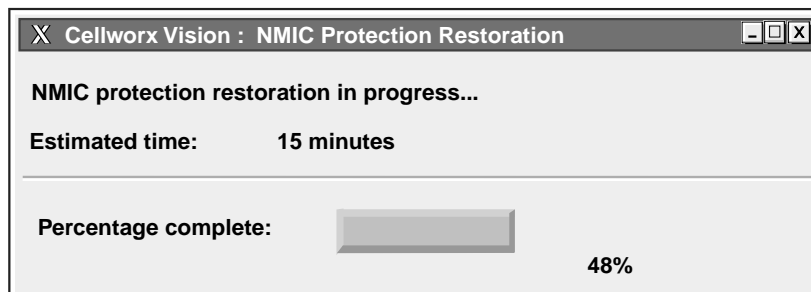 X Cellworx Vision : NMIC Protection Restoration
NMIC protection restoration in progress...
Estimated time: 15 minutes
Percentage complete:
48%